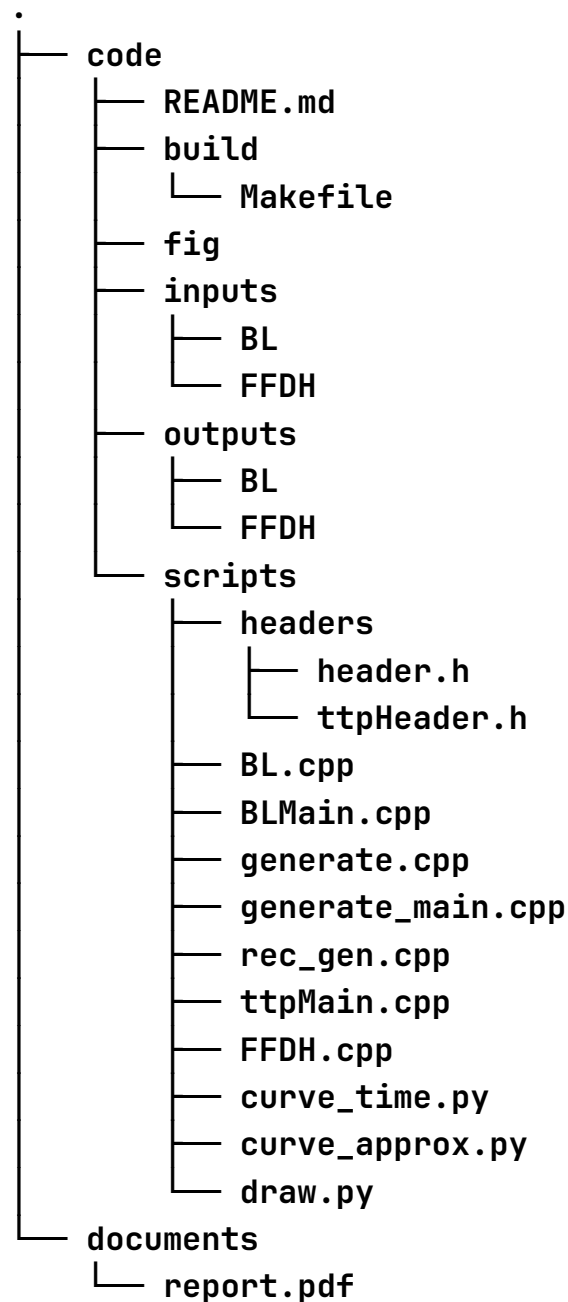 .
├── code
│   ├── README.md
│   ├── build
│   │   └── Makefile
│   ├── fig
│   ├── inputs
│   │   ├── BL
│   │   └── FFDH
│   ├── outputs
│   │   ├── BL
│   │   └── FFDH
│   └── scripts
│       ├── headers
│       │   ├── header.h
│       │   └── ttpHeader.h
│       ├── BL.cpp
│       ├── BLMain.cpp
│       ├── generate.cpp
│       ├── generate_main.cpp
│       ├── rec_gen.cpp
│       ├── ttpMain.cpp
│       ├── FFDH.cpp
│       ├── curve_time.py
│       ├── curve_approx.py
│       └── draw.py
└── documents
    └── report.pdf